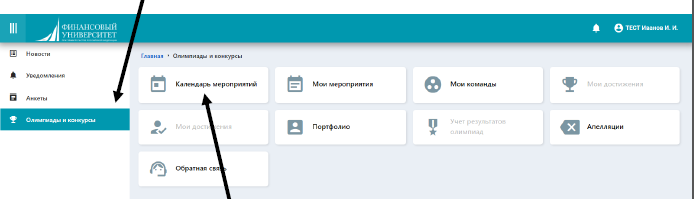 ФИНАНСОВЫЙ
УНИВЕРСИТЕТ
ТЕСТ Иванов И. И.
Новости
Уведомления
Анкеты
Олимпиады и конкурсы
Главная • Олимпиады и конкурсы
Календарь мероприятий
Мои мероприятия
Мои команды
Мои достижения
Мои достижения
Портфолио
Учет результатов
олимпиад
Апелляции
Обратная связь